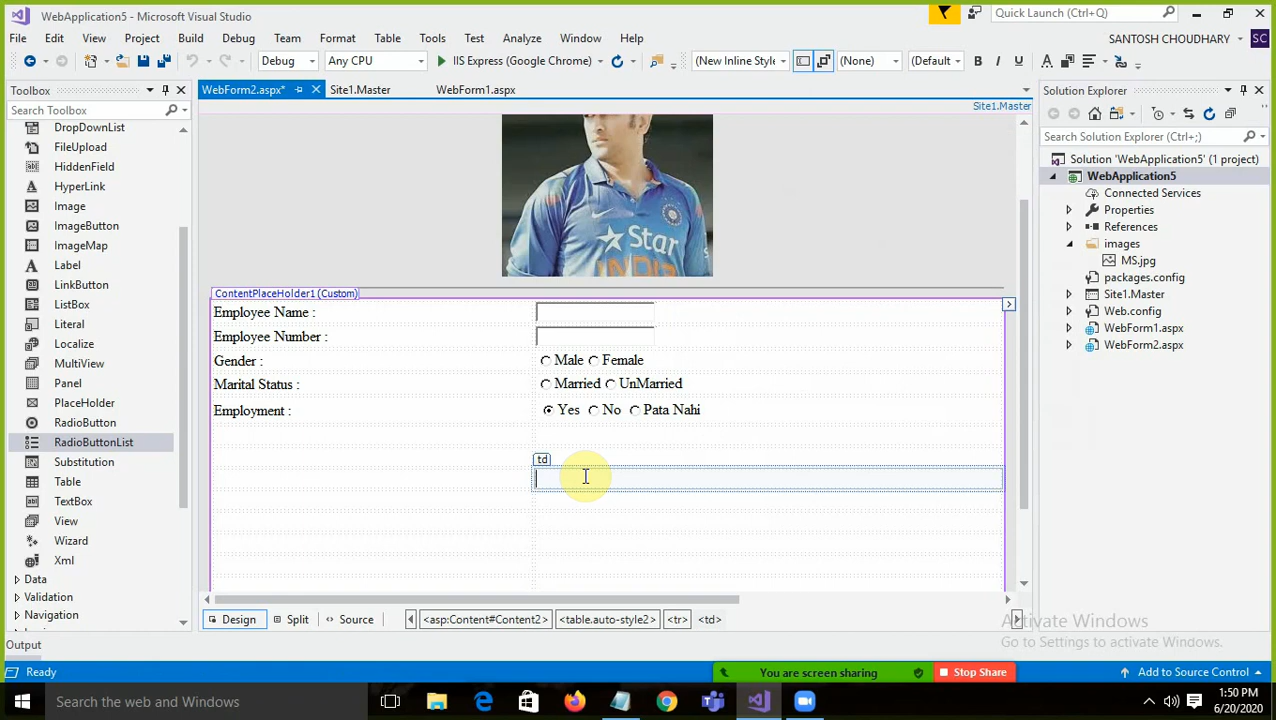 WebApplication5 - Microsoft Visual Studio
Quick Launch (Ctrl+Q)
File Edit View Project Build Debug Team Format Table Tools Test Analyze Window Help
SANTOSH CHOUDHARY SC
Debug Any CPU IIS Express (Google Chrome) (New Inline Style (None) (Default B I A
Toolbox
WebForm2.aspx* Site1.Master WebForm1.aspx
Solution Explorer
Search Toolbox
Site1.Master
Search Solution Explorer (Ctrl+;)
DropDownList
FileUpload
HiddenField
HyperLink
Image
ImageButton
ImageMap
Label
LinkButton
ListBox
Literal
Localize
MultiView
Panel
PlaceHolder
RadioButton
RadioButtonList
Substitution
Table
TextBox
View
Wizard
Xml
Data
Validation
Navigation
Star
INDIA
ContentPlaceHolder1 (Custom)
Employee Name :
Employee Number :
Gender : Male Female
Marital Status : Married UnMarried
Employment : Yes No Pata Nahi
td
Solution 'WebApplication5' (1 project)
WebApplication5
Connected Services
Properties
References
images
MS.jpg
packages.config
Site1.Master
Web.config
WebForm1.aspx
WebForm2.aspx
Design Split Source <asp:Content#Content2> <table.auto-style2> <tr> <td>
Activate Windows
Go to Settings to activate Windows.
Output
Ready
You are screen sharing Stop Share
Add to Source Control
Search the web and Windows
1:50 PM
6/20/2020